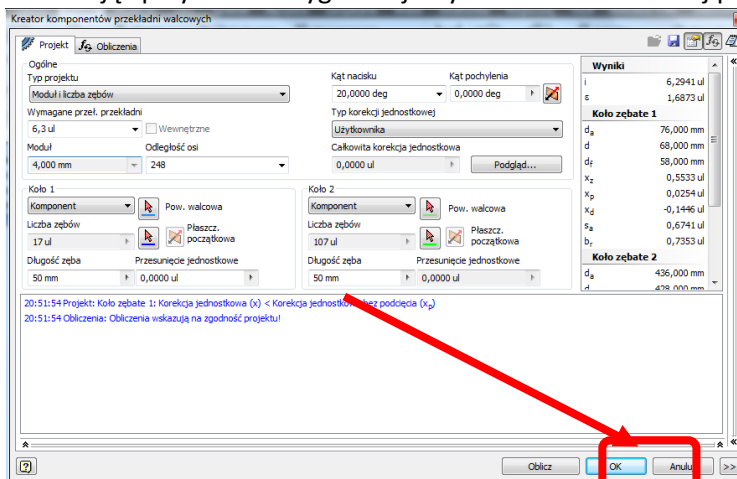 Kreator komponentów przekładni walcowych
Projekt fG Obliczenia
Ogólne
Typ projektu
Moduł i liczba zębów
Wymagane przeł. przekładni
6,3 ul Wewnętrzne
Moduł Odległość osi
4,000 mm 248
Kąt nacisku Kąt pochylenia
20,0000 deg 0,0000 deg
Typ korekcji jednostkowej
Użytkownika
Całkowita korekcja jednostkowa
0,0000 ul Podgląd...
Koło 1
Komponent Pow. walcowa
Liczba zębów
17 ul Płaszcz. początkowa
Długość zęba Przesunięcie jednostkowe
50 mm 0,0000 ul
Koło 2
Komponent Pow. walcowa
Liczba zębów
107 ul Płaszcz. początkowa
Długość zęba Przesunięcie jednostkowe
50 mm 0,0000 ul
Wyniki
i 6,2941 ul
ε 1,6873 ul
Koło zębate 1
da 76,000 mm
d 68,000 mm
df 58,000 mm
xz 0,5533 ul
xp 0,0254 ul
xd -0,1446 ul
sa 0,6741 ul
br 0,7353 ul
Koło zębate 2
da 436,000 mm
d 428,000 mm
20:51:54 Projekt: Koło zębate 1: Korekcja jednostkowa (x) < Korekcja jednostkowa bez podcięcia (xp)
20:51:54 Obliczenia: Obliczenia wskazują na zgodność projektu!
Oblicz OK Anuluj >>